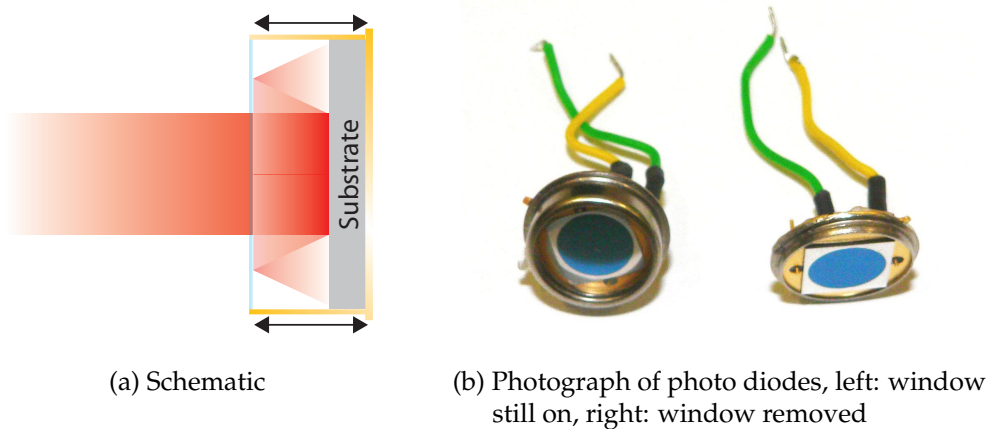 Substrate
(a) Schematic
(b) Photograph of photo diodes, left: window
still on, right: window removed